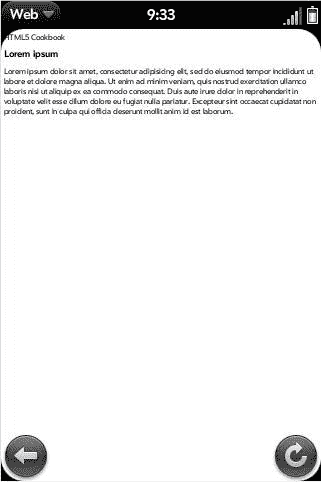 Web
9:33
HTML5 Cookbook
Lorem ipsum
Lorem ipsum dolor sit amet, consectetur adipisicing elit, sed do eiusmod tempor incididunt ut
labore et dolore magna aliqua. Ut enim ad minim veniam, quis nostrud exercitation ullamco
laboris nisi ut aliquip ex ea commodo consequat. Duis aute irure dolor in reprehenderit in
voluptate velit esse cillum dolore eu fugiat nulla pariatur. Excepteur sint occaecat cupidatat non
proident, sunt in culpa qui officia deserunt mollit anim id est laborum.